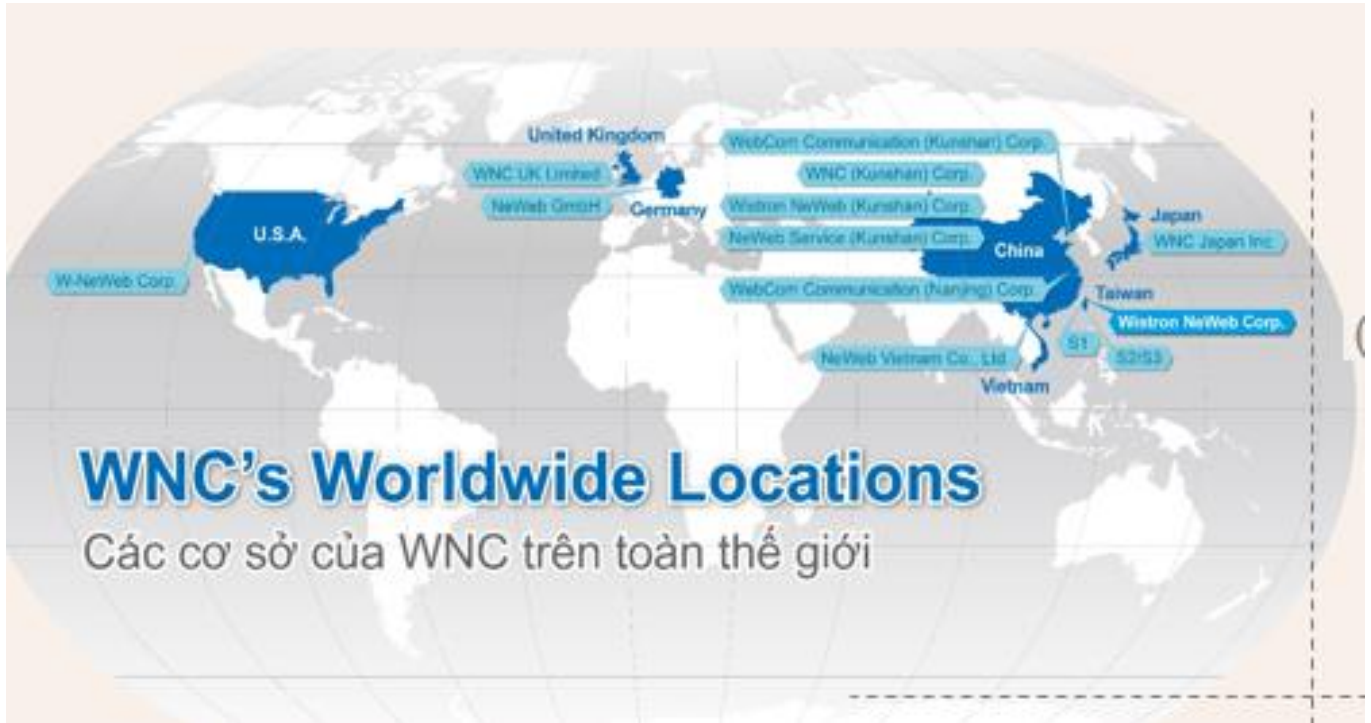 United Kingdom
WNC UK Limited
NeWeb GmbH
Germany
U.S.A.
W-NeWeb Corp.
WebCom Communication (Kunshan) Corp.
WNC (Kunshan) Corp.
Wistron NeWeb (Kunshan) Corp.
NeWeb Service (Kunshan) Corp.
China
WebCom Communication (Nanjing) Corp.
Japan
WNC Japan Inc.
Taiwan
Wistron NeWeb Corp.
S1
S2/S3
NeWeb Vietnam Co., Ltd
Vietnam
WNC's Worldwide Locations
Các cơ sở của WNC trên toàn thế giới